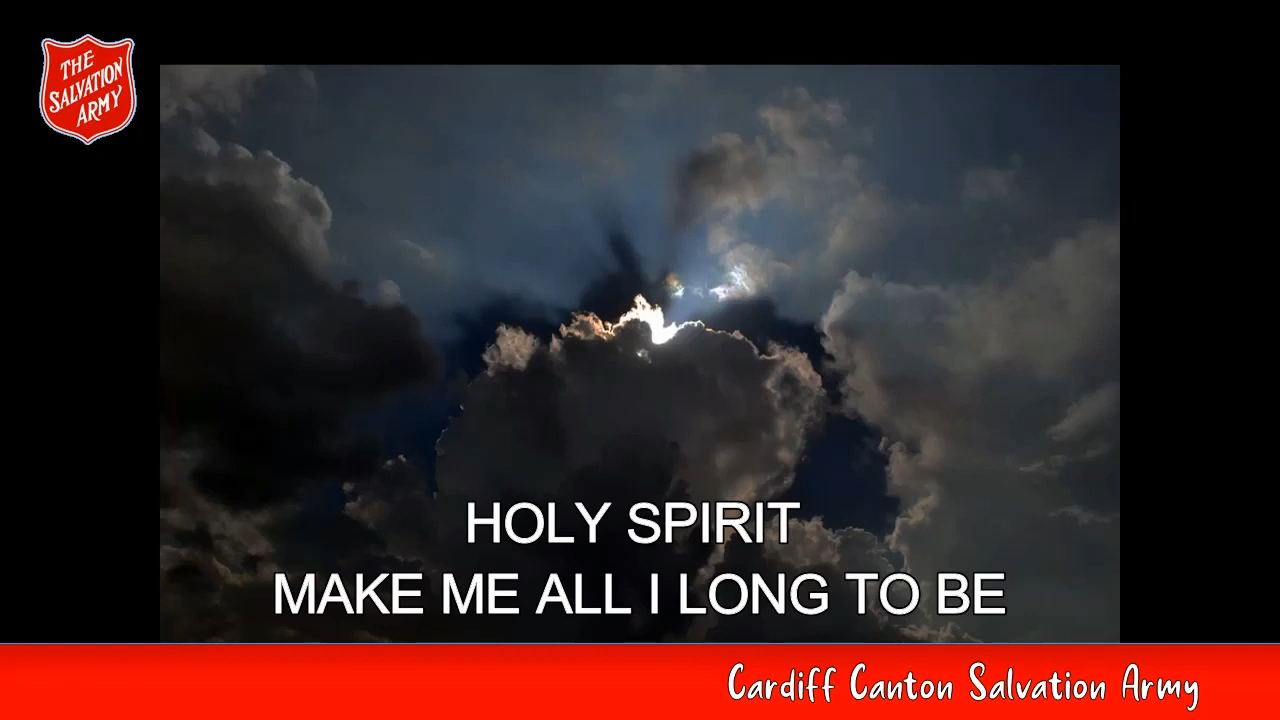 THE
SALVATION
ARMY
HOLY SPIRIT
MAKE ME ALL I LONG TO BE
Cardiff Canton Salvation Army